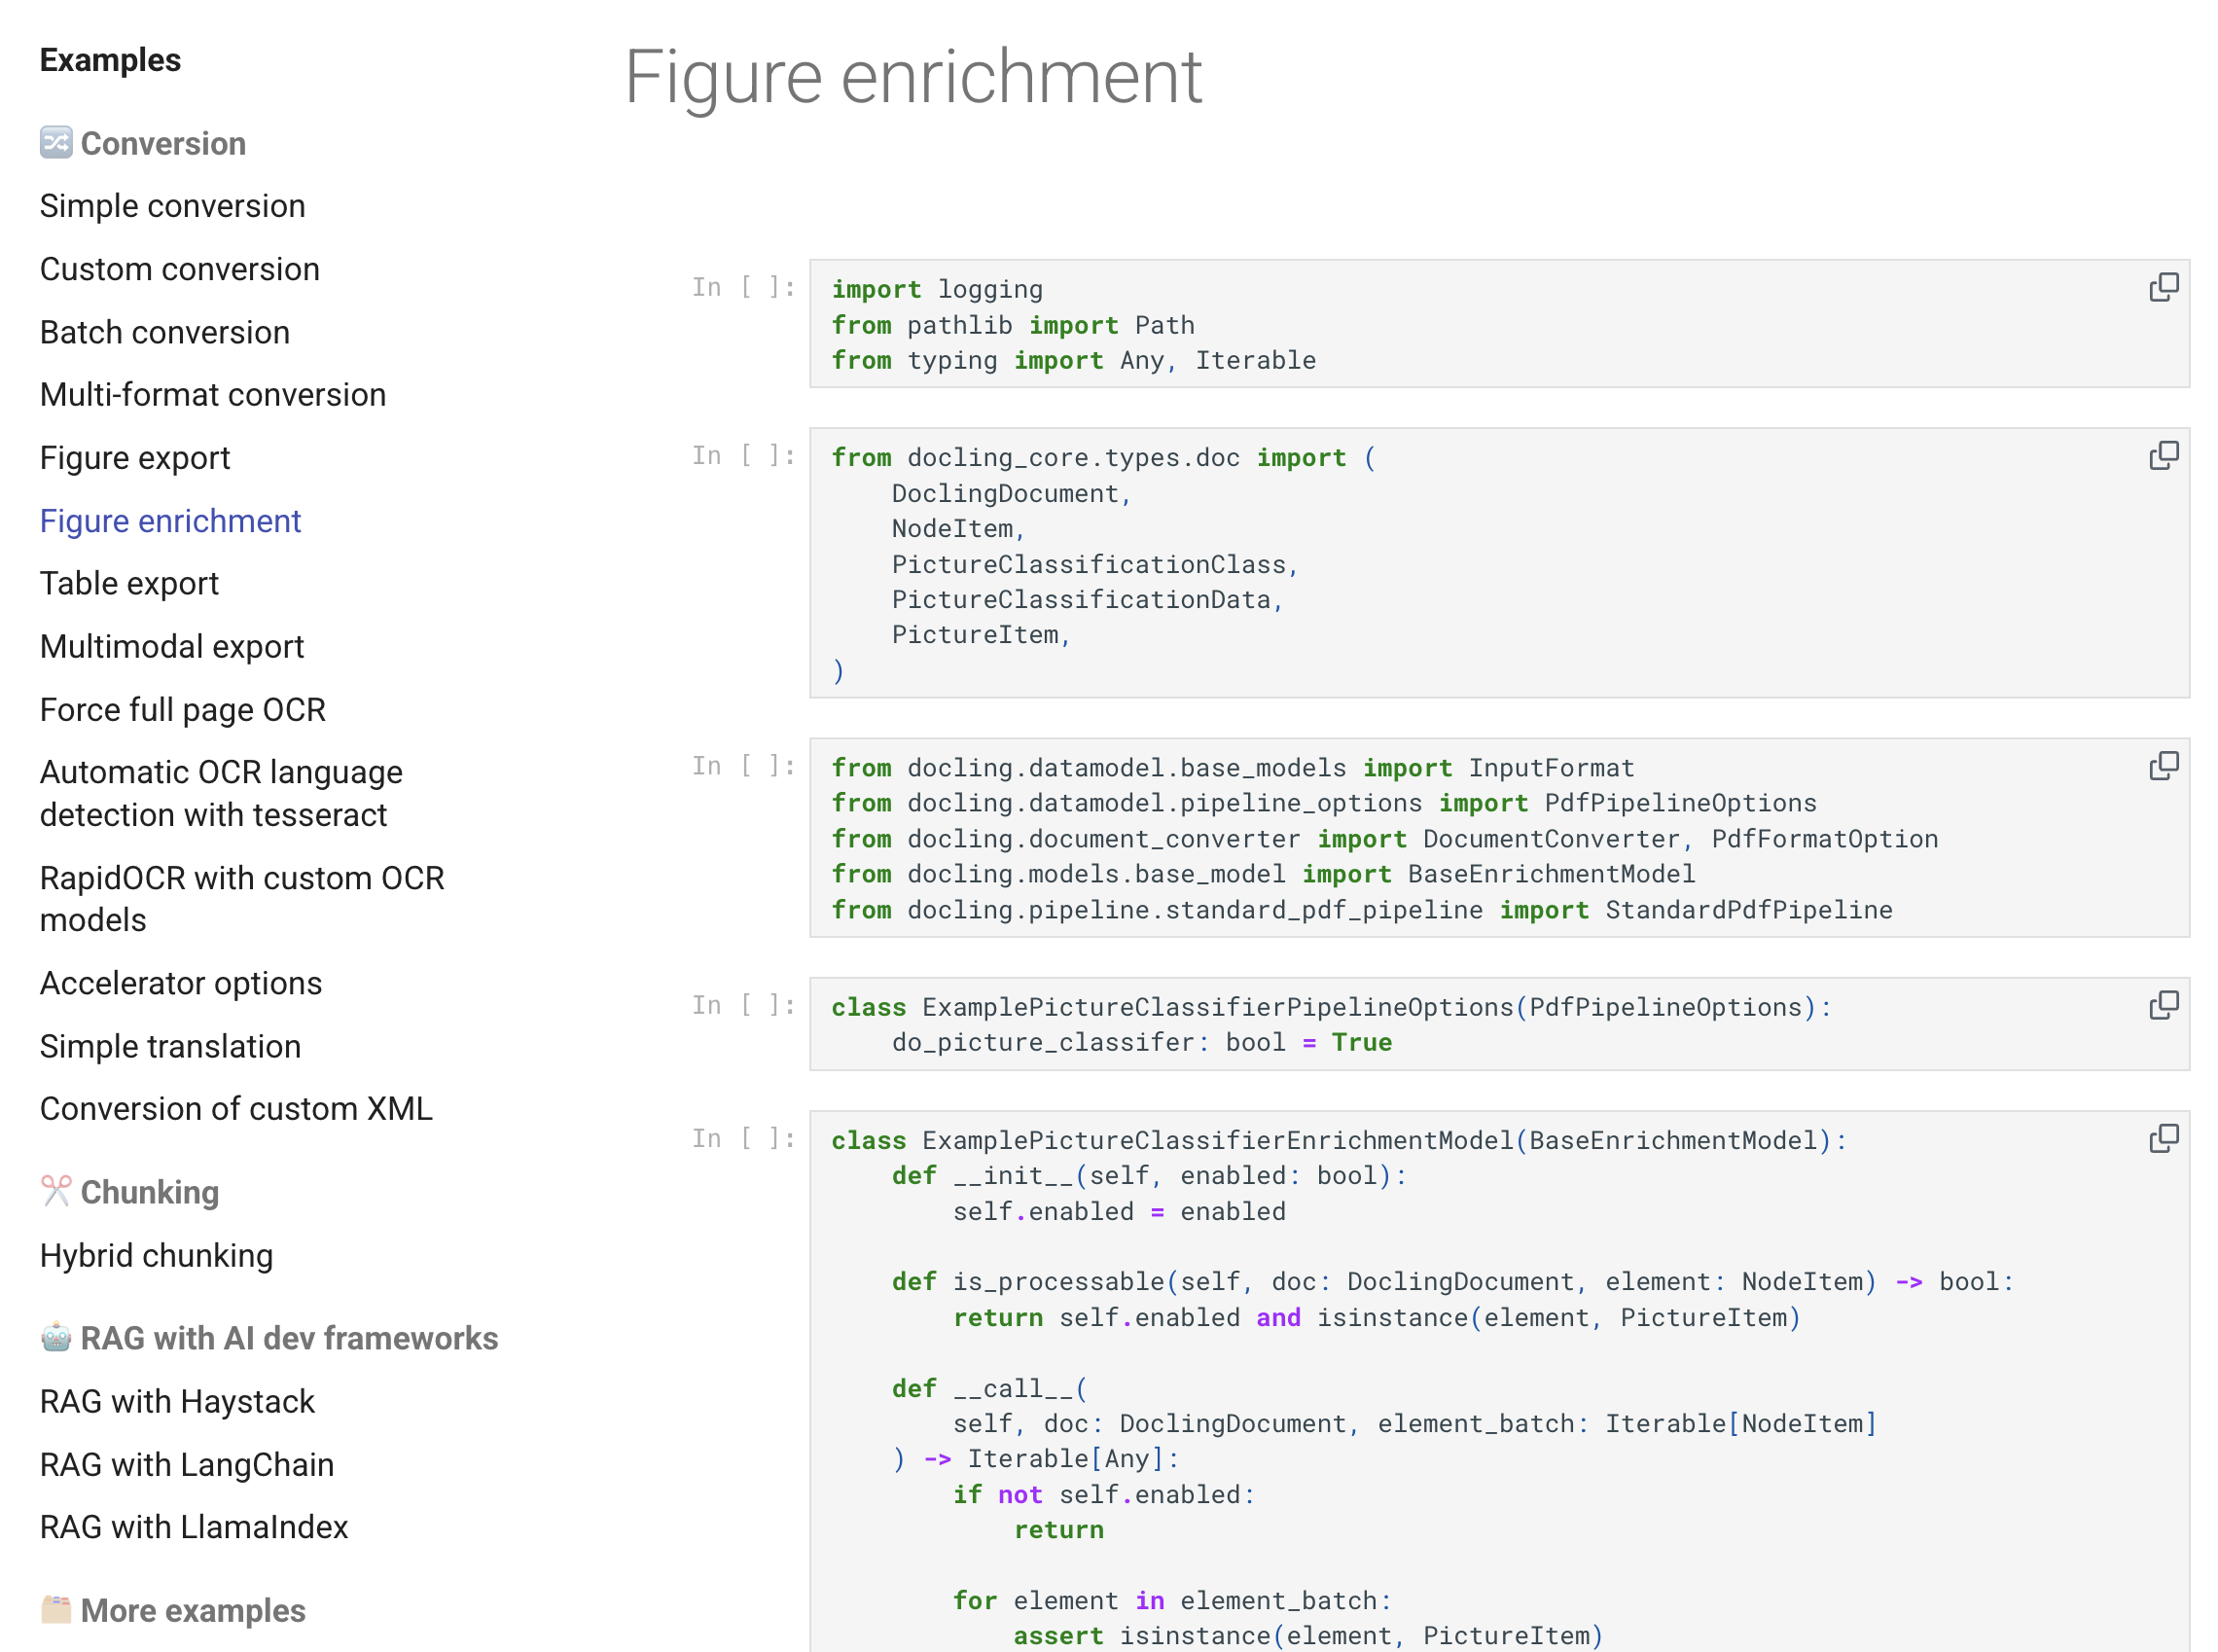 Examples
Conversion
Simple conversion
Custom conversion
Batch conversion
Multi-format conversion
Figure export
Figure enrichment
Table export
Multimodal export
Force full page OCR
Automatic OCR language
detection with tesseract
RapidOCR with custom OCR
models
Accelerator options
Simple translation
Conversion of custom XML
Chunking
Hybrid chunking
RAG with AI dev frameworks
RAG with Haystack
RAG with LangChain
RAG with LlamaIndex
More examples
Figure enrichment
In [ ]:
import logging
from pathlib import Path
from typing import Any, Iterable
In [ ]:
from docling_core.types.doc import (
    DoclingDocument,
    NodeItem,
    PictureClassificationClass,
    PictureClassificationData,
    PictureItem,
)
In [ ]:
from docling.datamodel.base_models import InputFormat
from docling.datamodel.pipeline_options import PdfPipelineOptions
from docling.document_converter import DocumentConverter, PdfFormatOption
from docling.models.base_model import BaseEnrichmentModel
from docling.pipeline.standard_pdf_pipeline import StandardPdfPipeline
In [ ]:
class ExamplePictureClassifierPipelineOptions(PdfPipelineOptions):
    do_picture_classifer: bool = True
In [ ]:
class ExamplePictureClassifierEnrichmentModel(BaseEnrichmentModel):
    def __init__(self, enabled: bool):
        self.enabled = enabled
    def is_processable(self, doc: DoclingDocument, element: NodeItem) -> bool:
        return self.enabled and isinstance(element, PictureItem)
    def __call__(
        self, doc: DoclingDocument, element_batch: Iterable[NodeItem]
    ) -> Iterable[Any]:
        if not self.enabled:
            return
        for element in element_batch:
            assert isinstance(element, PictureItem)